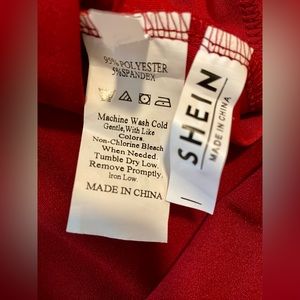 95% POLYESTER
5%SPANDEX
Machine Wash Cold
Gentle,With Like
Colors.
Non-Chlorine Bleach
When Needed.
Tumble Dry Low.
Remove Promptly.
Iron Low.
MADE IN CHINA
SHEIN
MADE IN CHINA